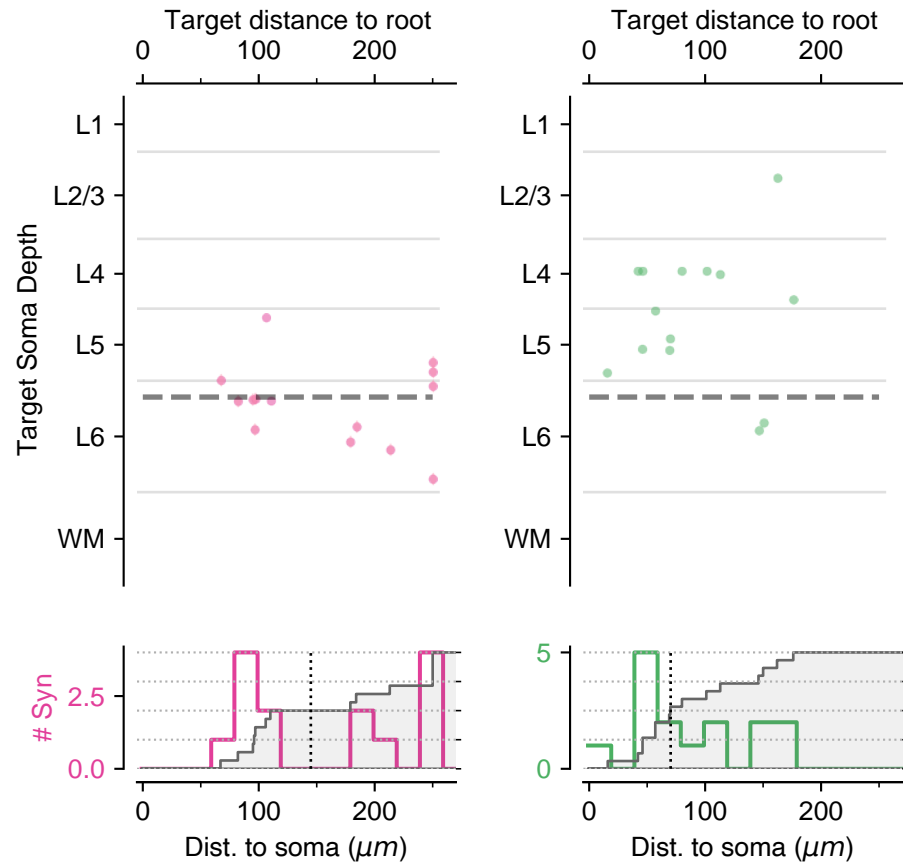 Target distance to root
Target distance to root
0 100 200
0 100 200
Target Soma Depth
L1
L2/3
L4
L5
L6
WM
L1
L2/3
L4
L5
L6
WM
# Syn
2.5
0.0
5
0
0 100 200
0 100 200
Dist. to soma (μm)
Dist. to soma (μm)